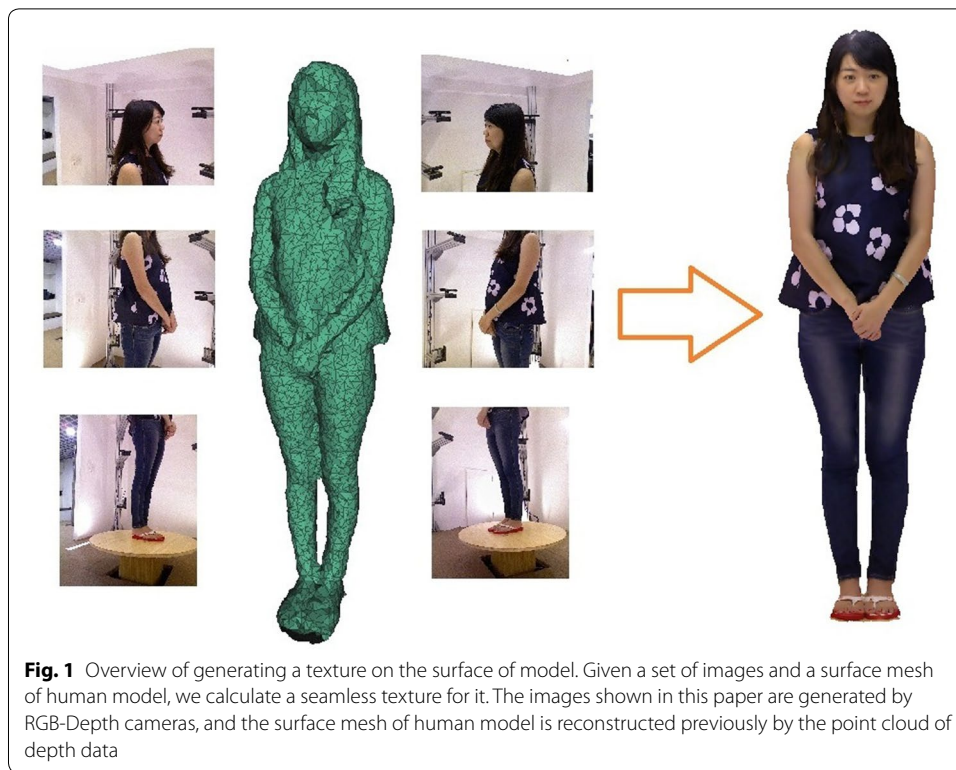 Fig. 1 Overview of generating a texture on the surface of model. Given a set of images and a surface mesh
of human model, we calculate a seamless texture for it. The images shown in this paper are generated by
RGB-Depth cameras, and the surface mesh of human model is reconstructed previously by the point cloud of
depth data